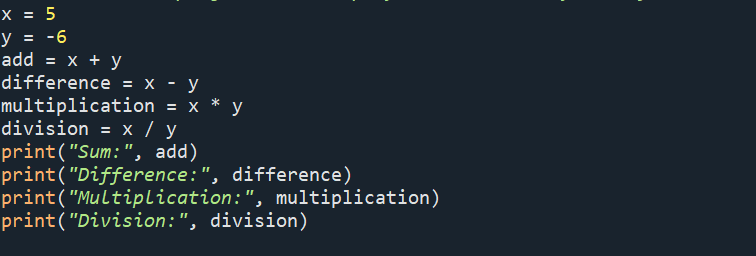 x = 5
y = -6
add = x + y
difference = x - y
multiplication = x * y
division = x / y
print("Sum:", add)
print("Difference:", difference)
print("Multiplication:", multiplication)
print("Division:", division)